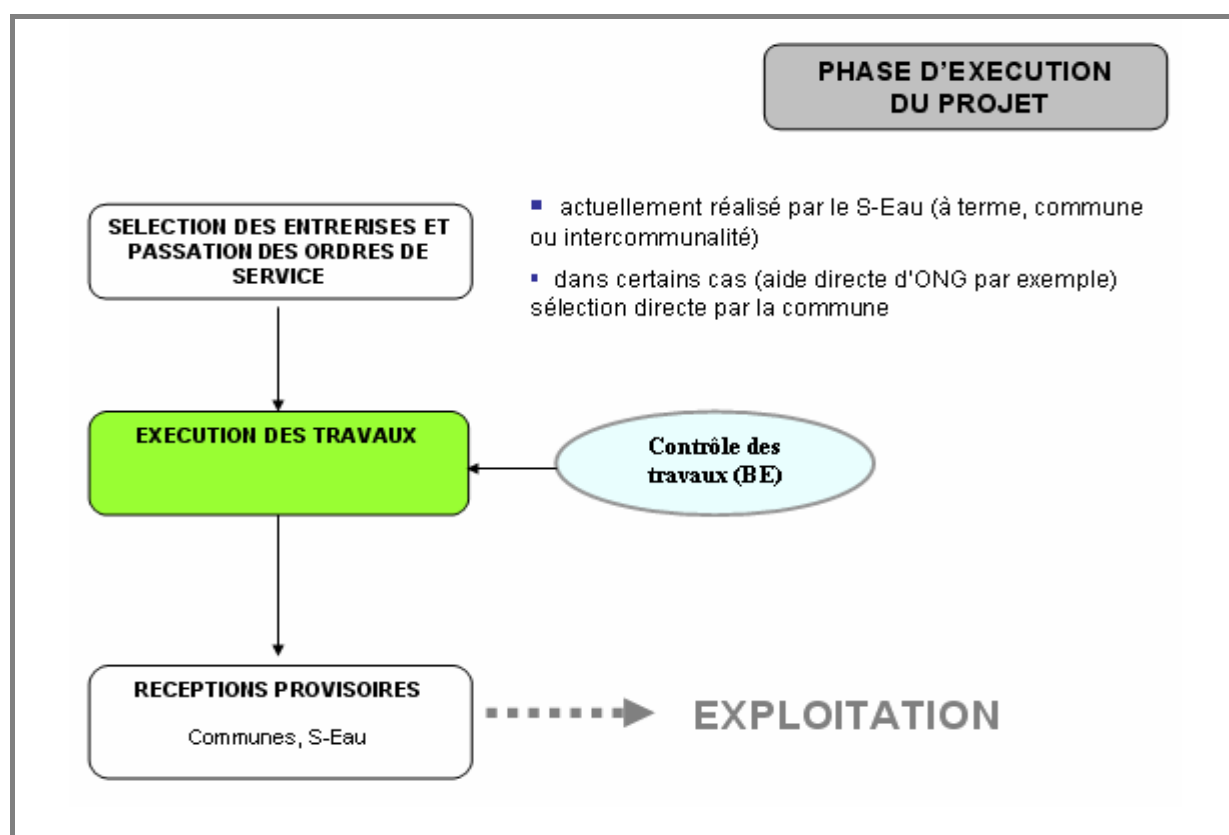 PHASE D'EXECUTION
DU PROJET
SELECTION DES ENTRERISES ET
PASSATION DES ORDRES DE
SERVICE
▪ actuellement réalisé par le S-Eau (à terme, commune
ou intercommunalité)
▪ dans certains cas (aide directe d'ONG par exemple)
sélection directe par la commune
EXECUTION DES TRAVAUX
Contrôle des
travaux (BE)
RECEPTIONS PROVISOIRES
Communes, S-Eau
EXPLOITATION